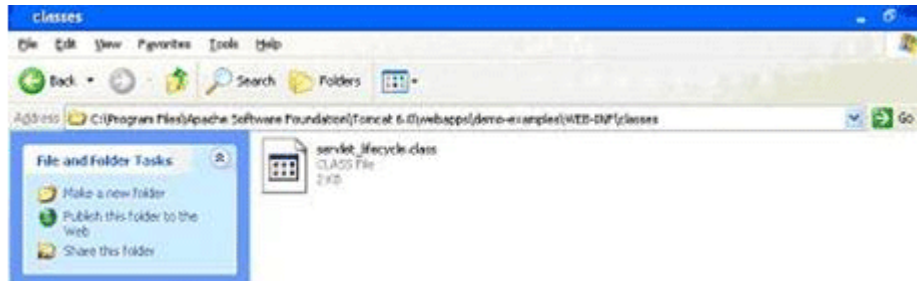 classes
File Edit View Favorites Tools Help
Back Search Folders
Address C:\Program Files\Apache Software Foundation\Tomcat 6.0\webapps\demo-examples\WEB-INF\classes Go
File and Folder Tasks
Make a new folder
Publish this folder to the
Web
Share this folder
servlet_lifecycle.class
CLASS File
2 KB